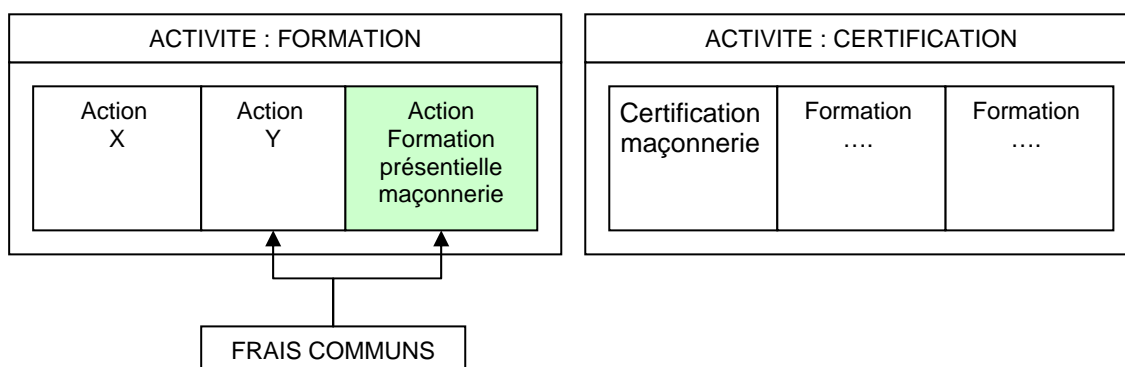 ACTIVITE : FORMATION
Action
X
Action
Y
Action
Formation
présentielle
maçonnerie
FRAIS COMMUNS
ACTIVITE : CERTIFICATION
Certification
maçonnerie
Formation
….
Formation
….